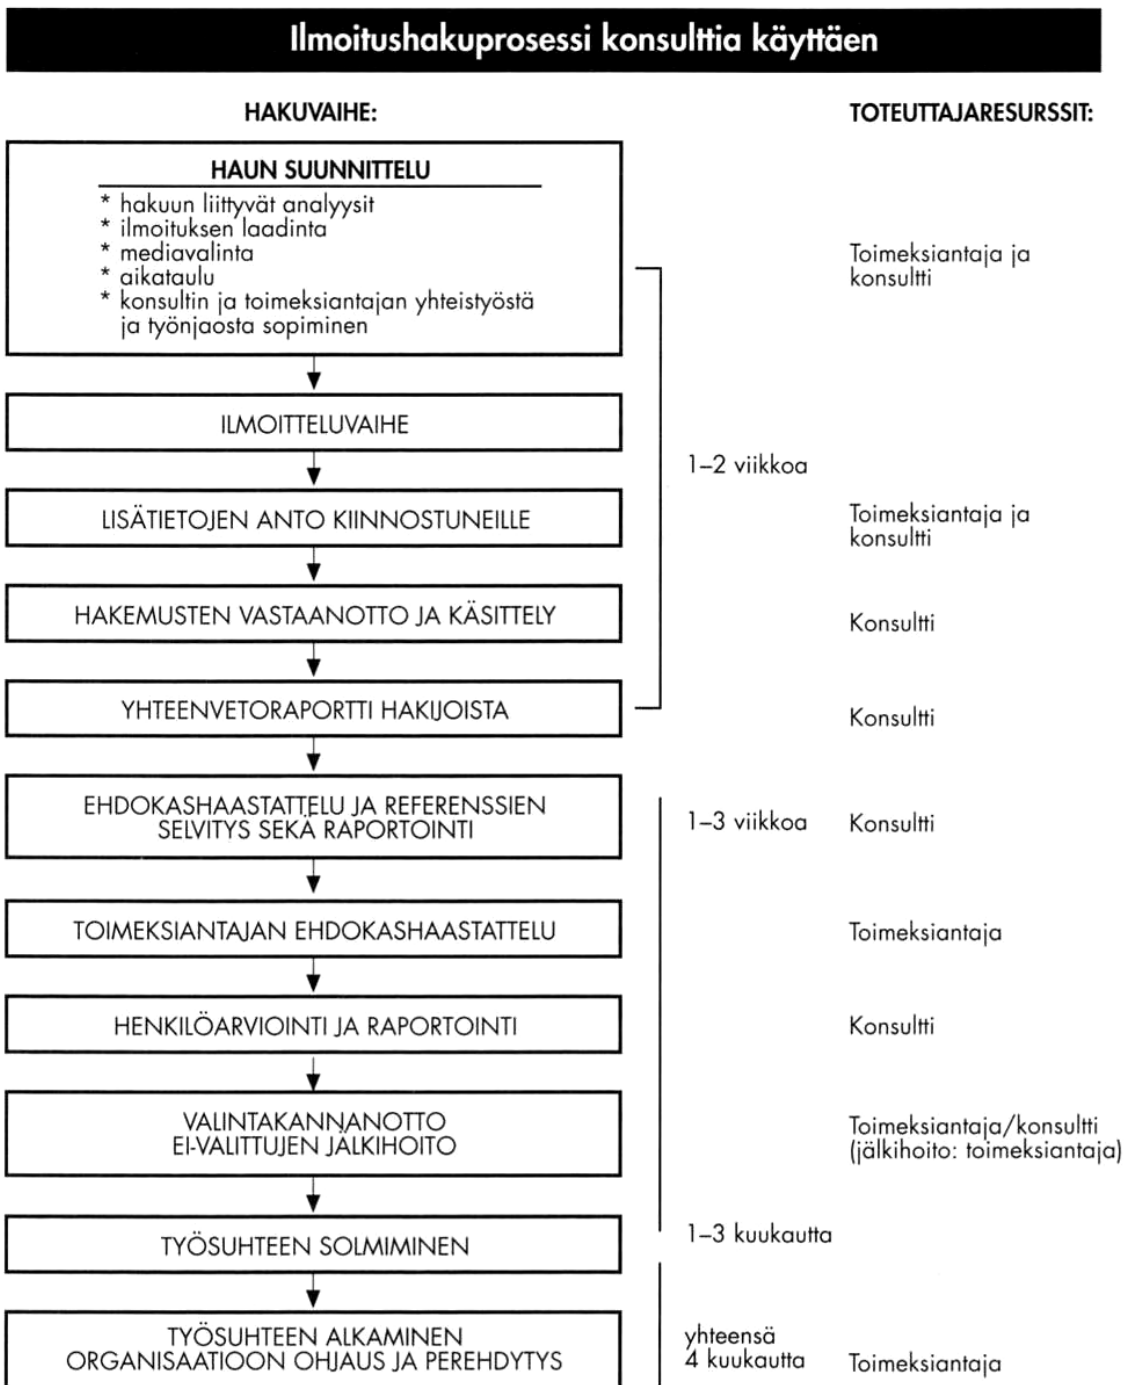 Ilmoitushakuprosessi konsulttia käyttäen
HAKUVAIHE:
TOTEUTTAJARESURSSIT:
HAUN SUUNNITTELU
* hakuun liittyvät analyysit
* ilmoituksen laadinta
* mediavalinta
* aikataulu
* konsultin ja toimeksiantajan yhteistyöstä
ja työnjaosta sopiminen
Toimeksiantaja ja
konsultti
ILMOITTELUVAIHE
1–2 viikkoa
LISÄTIETOJEN ANTO KIINNOSTUNEILLE
Toimeksiantaja ja
konsultti
HAKEMUSTEN VASTAANOTTO JA KÄSITTELY
Konsultti
YHTEENVETORAPORTTI HAKIJOISTA
Konsultti
EHDOKASHAASTATTELU JA REFERENSSIEN
SELVITYS SEKÄ RAPORTOINTI
1–3 viikkoa
Konsultti
TOIMEKSIANTAJAN EHDOKASHAASTATTELU
Toimeksiantaja
HENKILÖARVIOINTI JA RAPORTOINTI
Konsultti
VALINTAKANNANOTTO
EI-VALITTUJEN JÄLKIHOITO
Toimeksiantaja/konsultti
(jälkihoito: toimeksiantaja)
TYÖSUHTEEN SOLMIMINEN
1–3 kuukautta
TYÖSUHTEEN ALKAMINEN
ORGANISAATIOON OHJAUS JA PEREHDYTYS
yhteensä
4 kuukautta
Toimeksiantaja